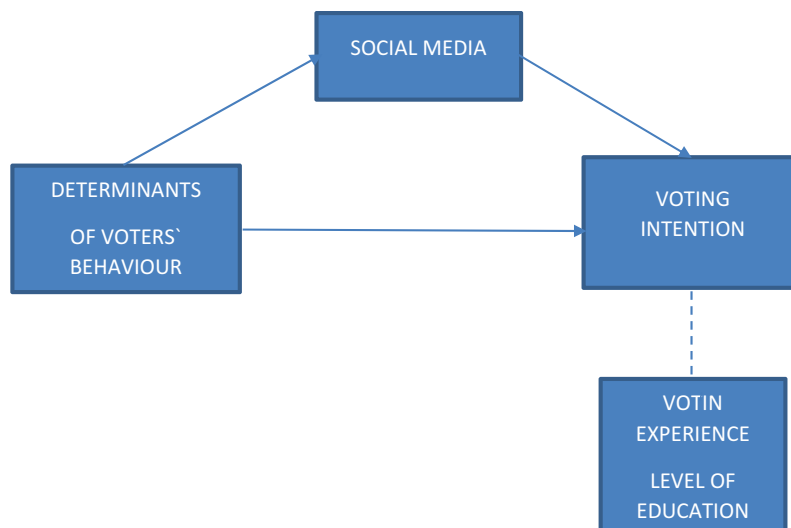 SOCIAL MEDIA
DETERMINANTS
OF VOTERS`
BEHAVIOUR
VOTING
INTENTION
VOTIN
EXPERIENCE
LEVEL OF
EDUCATION